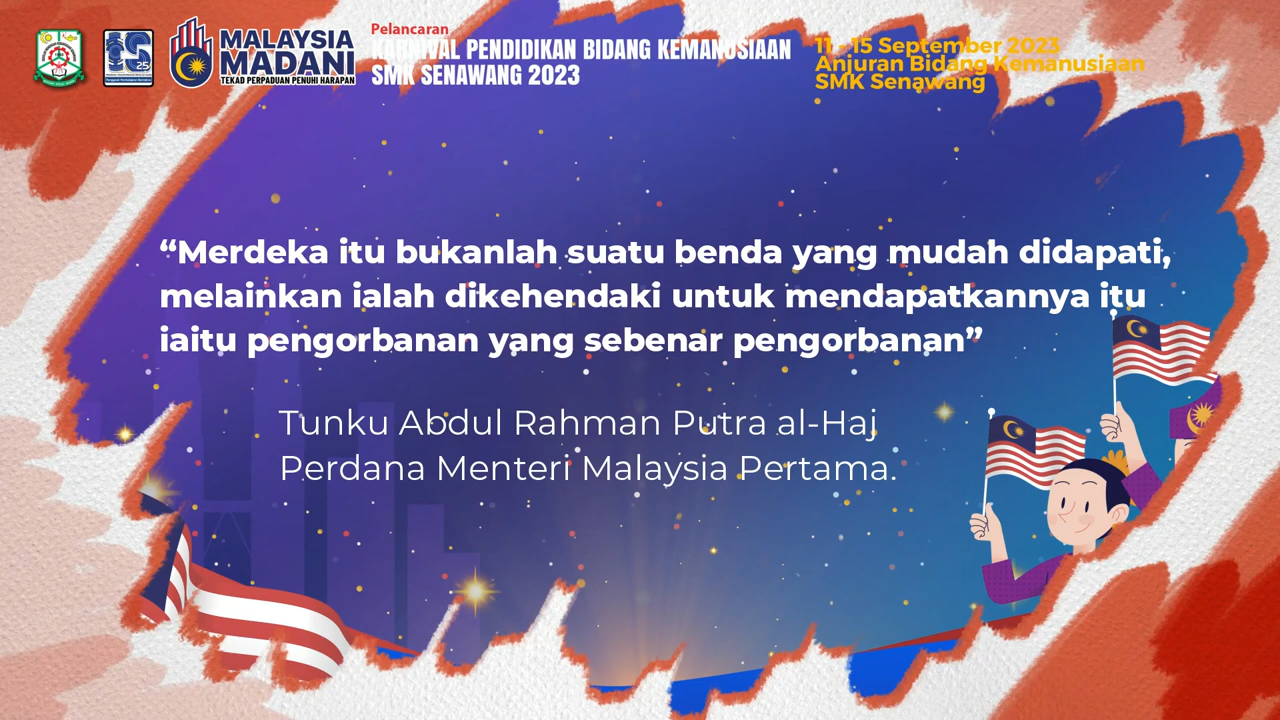 MALAYSIA
MADANI
TEKAD PERPADUAN PENUHI HARAPAN
Pelancaran
KARNIVAL PENDIDIKAN BIDANG KEMANUSIAAN
SMK SENAWANG 2023
11 - 15 September 2023
Anjuran Bidang Kemanusiaan
SMK Senawang
“Merdeka itu bukanlah suatu benda yang mudah didapati,
melainkan ialah dikehendaki untuk mendapatkannya itu
iaitu pengorbanan yang sebenar pengorbanan”
Tunku Abdul Rahman Putra al-Haj
Perdana Menteri Malaysia Pertama.